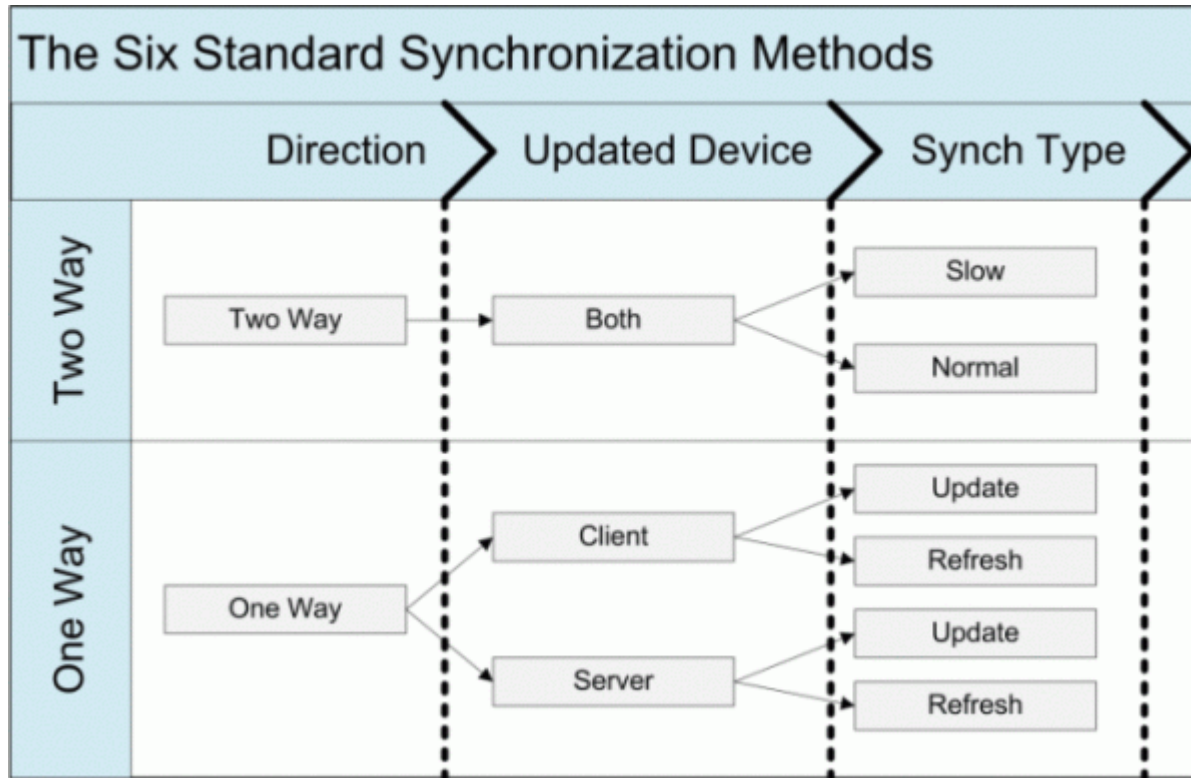 The Six Standard Synchronization Methods
Direction
Updated Device
Synch Type
Two Way
Two Way
Both
Slow
Normal
One Way
One Way
Client
Update
Refresh
Server
Update
Refresh